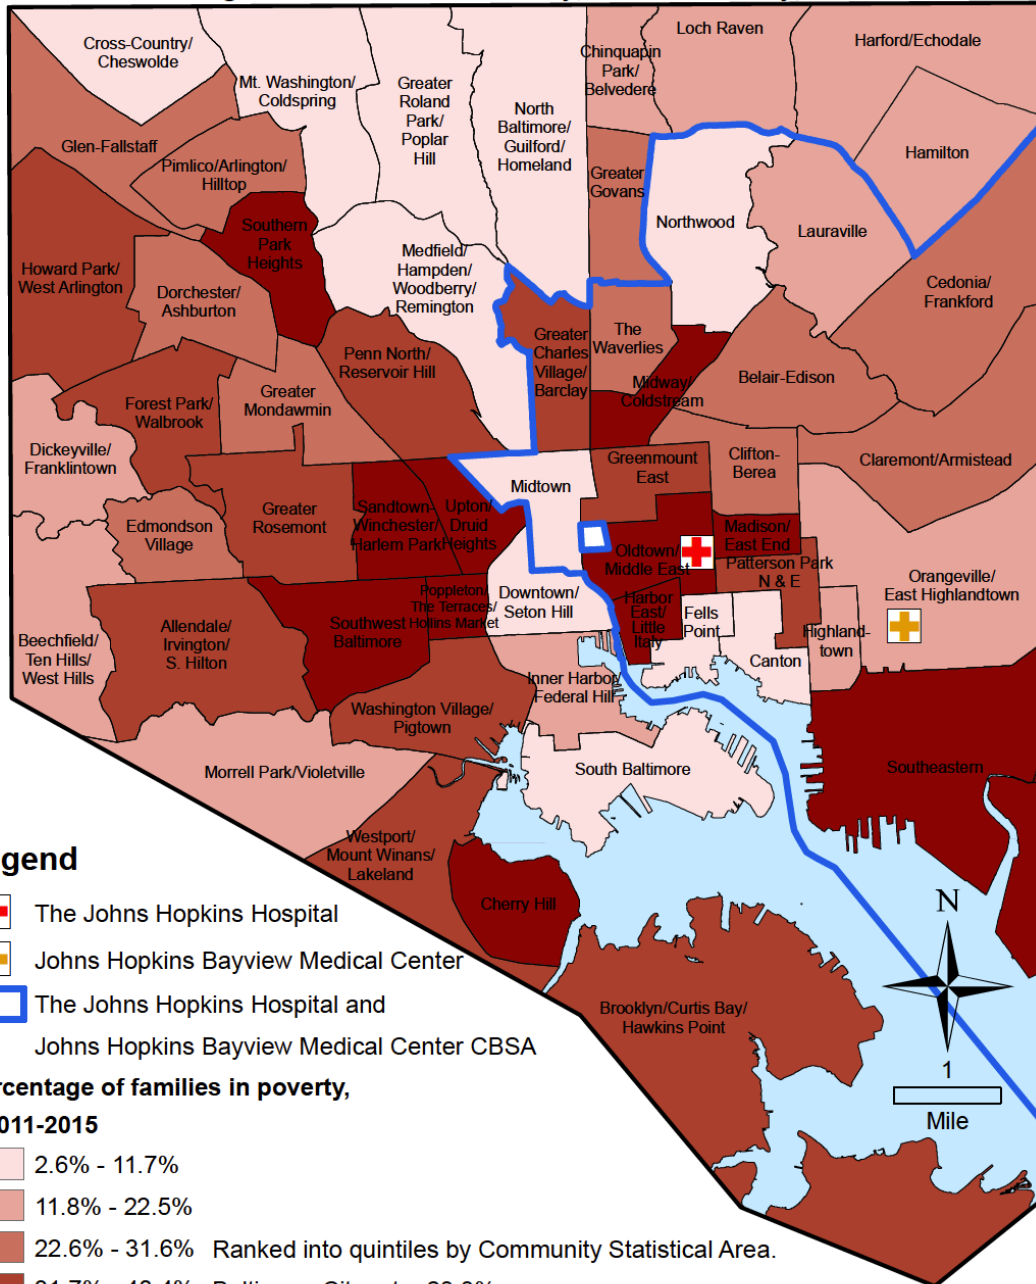 Cross-Country/
Cheswolde
Mt. Washington/
Coldspring
Greater
Roland
Park/
Poplar
Hill
North
Baltimore/
Guilford/
Homeland
Chinquapin
Park/
Belvedere
Loch Raven
Harford/Echodale
Glen-Fallstaff
Pimlico/Arlington/
Hilltop
Greater
Govans
Hamilton
Northwood
Lauraville
Southern
Park
Heights
Howard Park/
West Arlington
Dorchester/
Ashburton
Medfield/
Hampden/
Woodberry/
Remington
Cedonia/
Frankford
Penn North/
Reservoir Hill
Greater
Charles
Village/
Barclay
The
Waverlies
Midway/
Coldstream
Belair-Edison
Forest Park/
Walbrook
Greater
Mondawmin
Dickeyville/
Franklintown
Greenmount
East
Clifton-
Berea
Claremont/Armistead
Midtown
Edmondson
Village
Greater
Rosemont
Sandtown-
Winchester/
Harlem Park
Upton/
Druid
Heights
Oldtown/
Middle East
Madison/
East End
Patterson Park
N & E
Orangeville/
East Highlandtown
Beechfield/
Ten Hills/
West Hills
Allendale/
Irvington/
S. Hilton
Southwest
Baltimore
Poppleton/
The Terraces/
Hollins Market
Downtown/
Seton Hill
Harbor
East/
Little
Italy
Fells
Point
Canton
Highland-
town
Inner Harbor/
Federal Hill
Washington Village/
Pigtown
Morrell Park/Violetville
South Baltimore
Southeastern
Westport/
Mount Winans/
Lakeland
Cherry Hill
Brooklyn/Curtis Bay/
Hawkins Point
N
1
Mile
gend
The Johns Hopkins Hospital
Johns Hopkins Bayview Medical Center
The Johns Hopkins Hospital and
Johns Hopkins Bayview Medical Center CBSA
rcentage of families in poverty,
011-2015
2.6% - 11.7%
11.8% - 22.5%
22.6% - 31.6% Ranked into quintiles by Community Statistical Area.